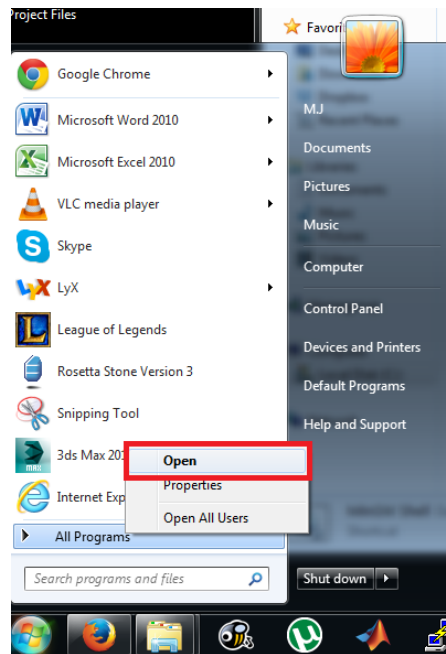 Project Files
Favori
Google Chrome
Microsoft Word 2010
Microsoft Excel 2010
VLC media player
Skype
LyX
League of Legends
Rosetta Stone Version 3
Snipping Tool
3ds Max 20
Internet Exp
All Programs
Search programs and files
Open
Properties
Open All Users
MJ
Documents
Pictures
Music
Computer
Control Panel
Devices and Printers
Default Programs
Help and Support
Shut down